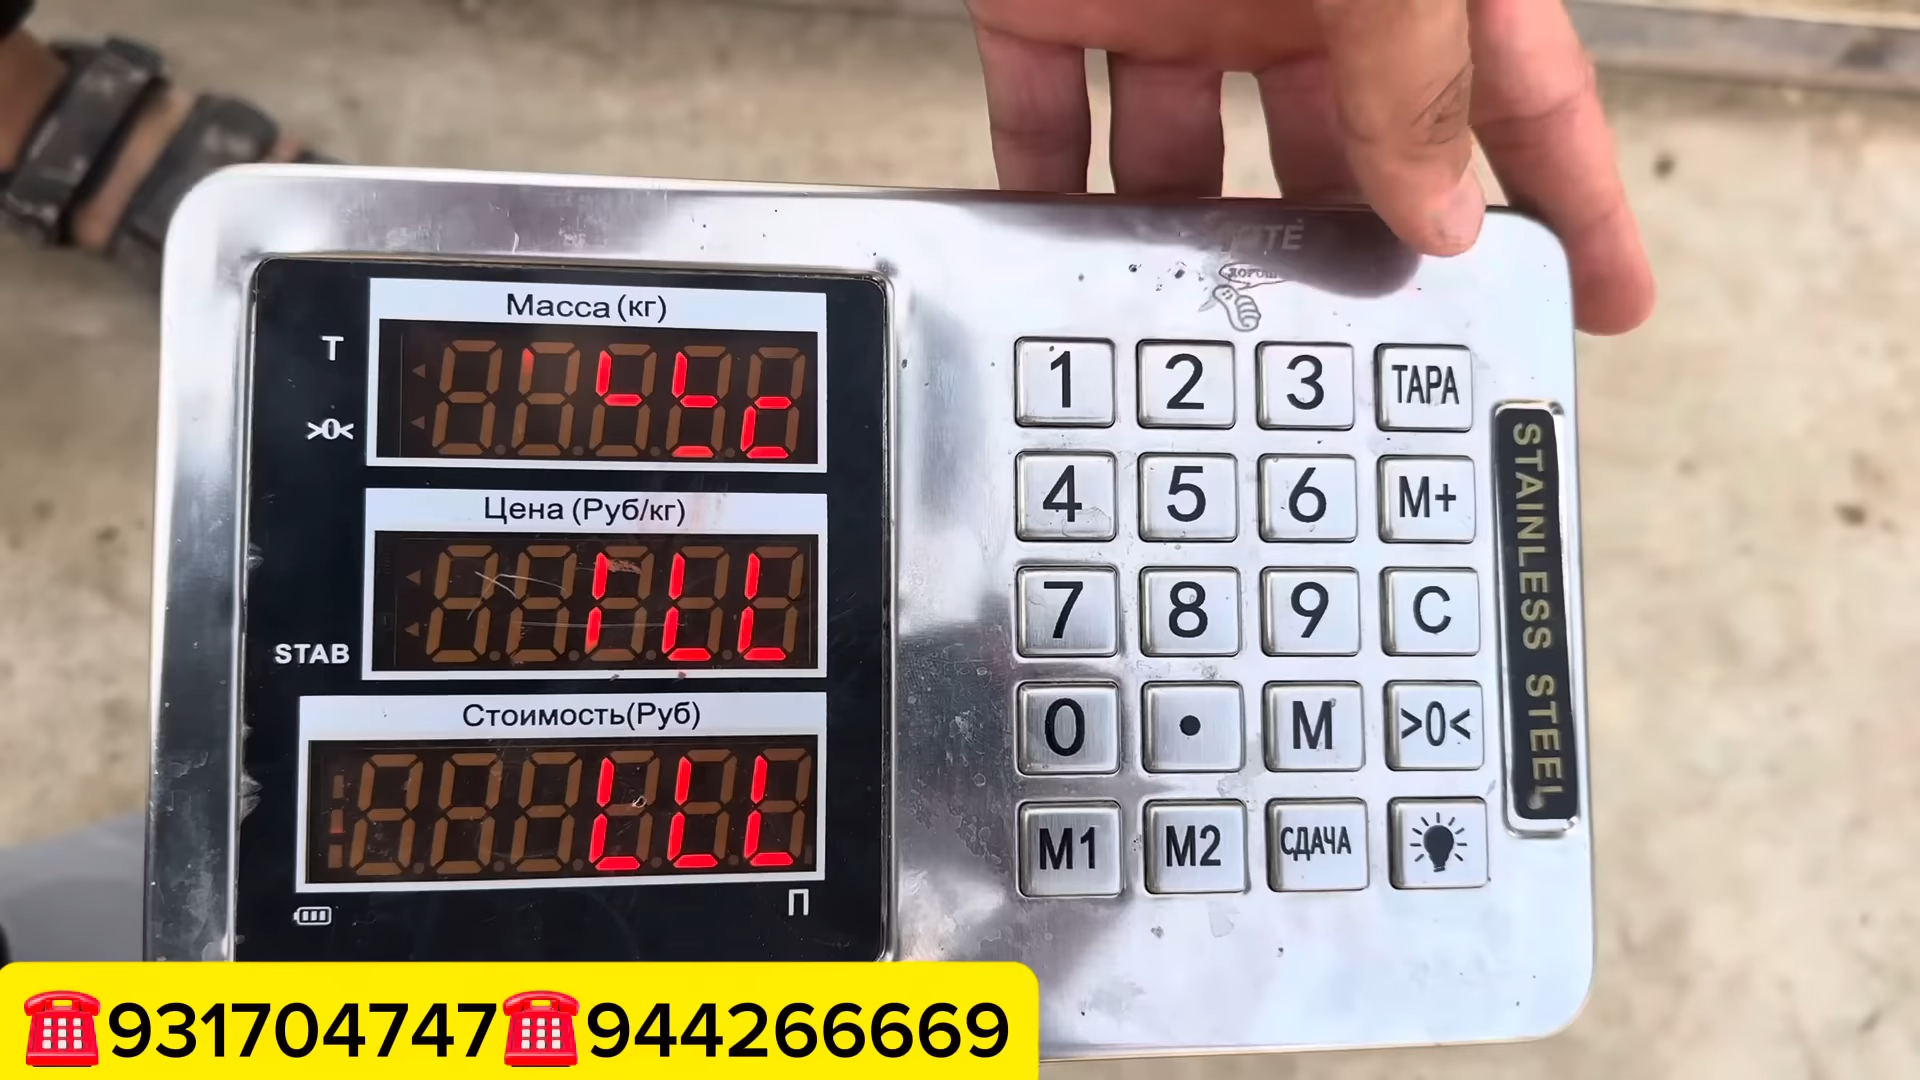 Масса (кг)
T
>0<
Цена (Руб/кг)
STAB
Стоимость(Руб)
П
1 2 3 ТАРА
4 5 6 M+
7 8 9 C
0 • M >0<
M1 M2 СДАЧА
STAINLESS STEEL
☎️931704747☎️944266669